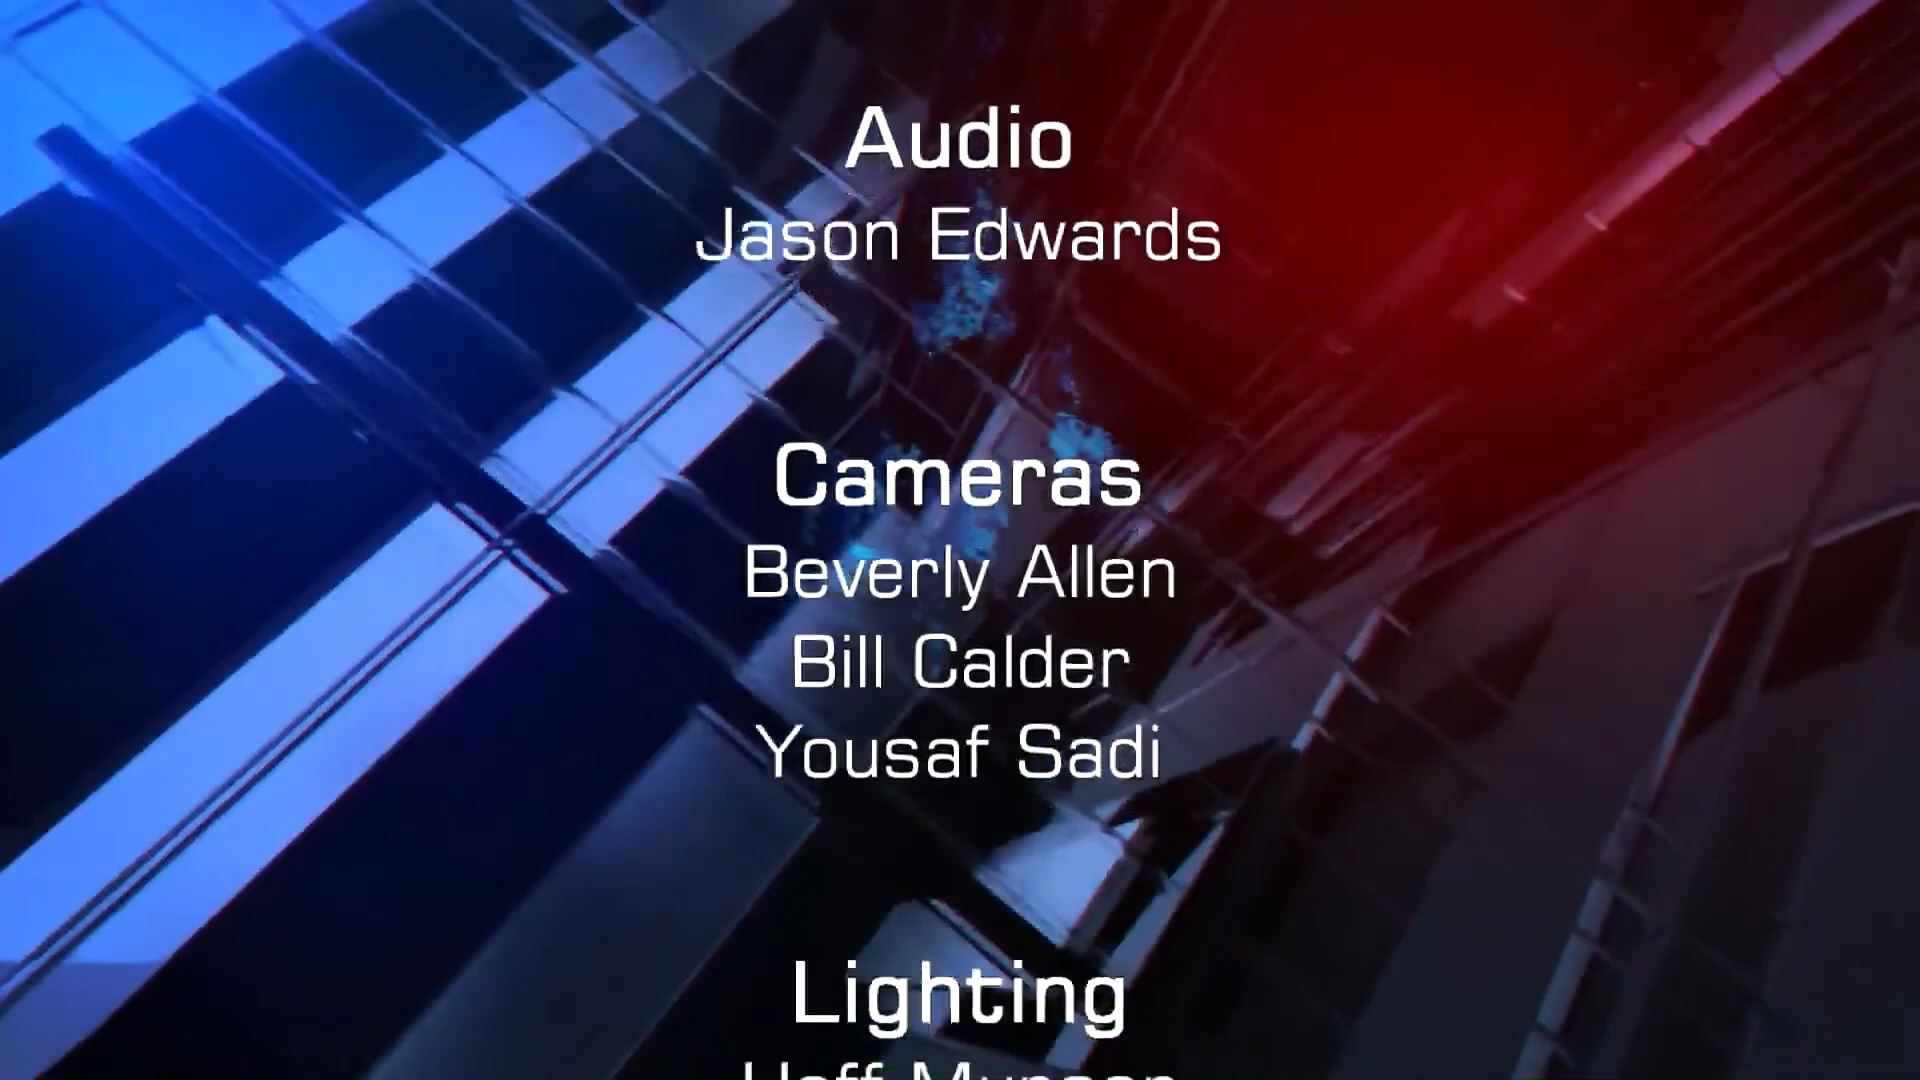 Audio
Jason Edwards
Cameras
Beverly Allen
Bill Calder
Yousaf Sadi
Lighting